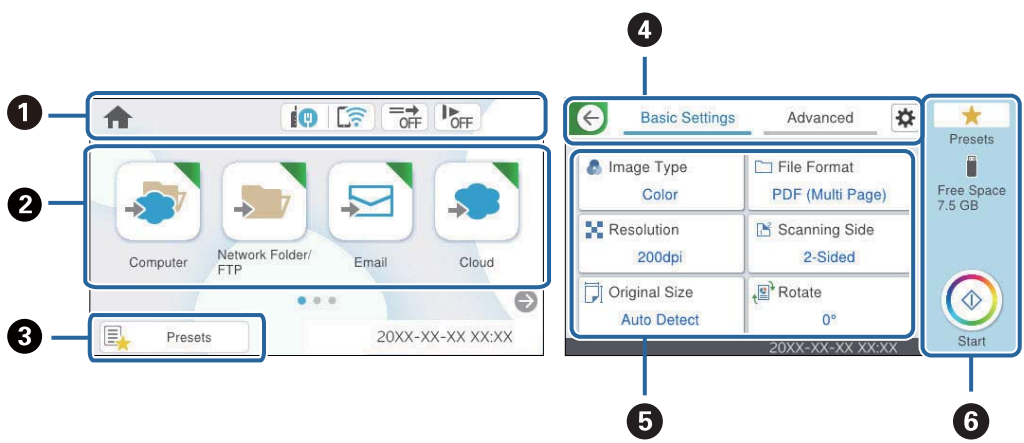 4
1
OFF
OFF
Basic Settings
Advanced
Presets
Free Space
7.5 GB
2
Computer
Network Folder/
FTP
Email
Cloud
Image Type
Color
File Format
PDF (Multi Page)
Resolution
200dpi
Scanning Side
2-Sided
Original Size
Auto Detect
Rotate
0°
3
Presets
20XX-XX-XX XX:XX
20XX-XX-XX XX:XX
Start
5
6